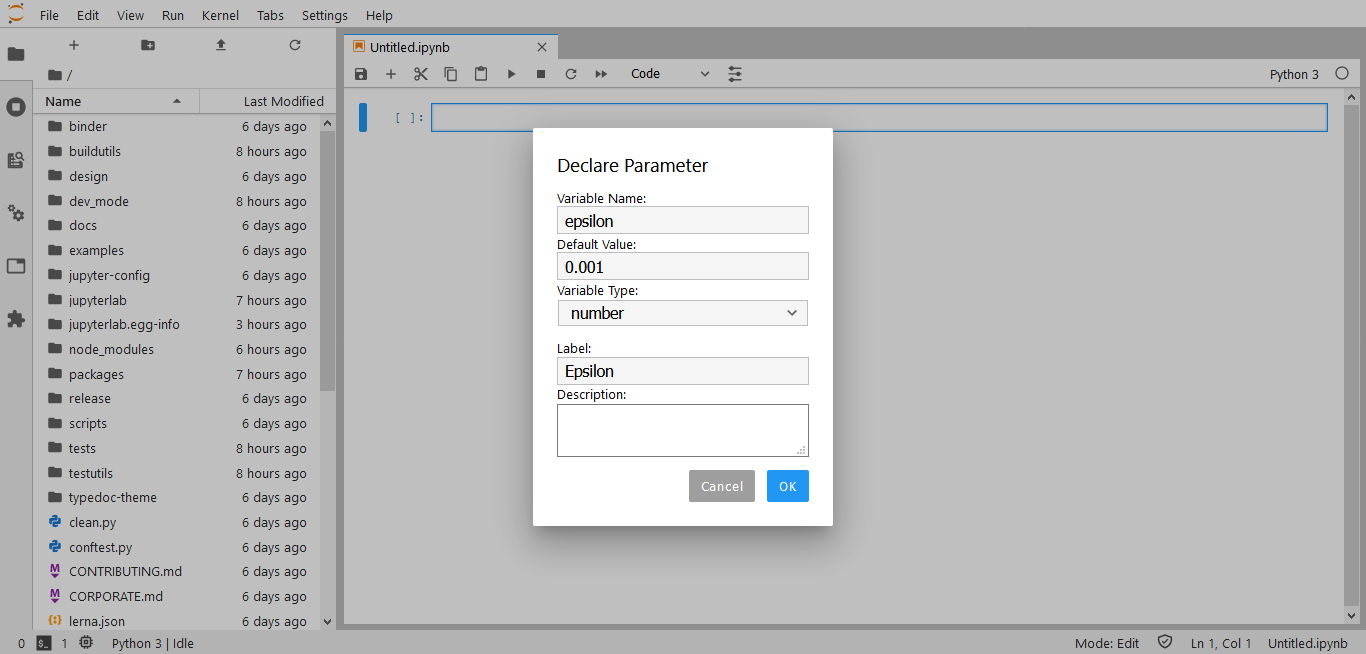 File Edit View Run Kernel Tabs Settings Help
Untitled.ipynb
/
Code
Python 3
Name Last Modified
binder 6 days ago
buildutils 8 hours ago
design 6 days ago
dev_mode 8 hours ago
docs 6 days ago
examples 6 days ago
jupyter-config 6 days ago
jupyterlab 7 hours ago
jupyterlab.egg-info 3 hours ago
node_modules 6 hours ago
packages 7 hours ago
release 6 days ago
scripts 6 days ago
tests 8 hours ago
testutils 8 hours ago
typedoc-theme 6 days ago
clean.py 6 days ago
conftest.py 6 days ago
CONTRIBUTING.md 6 days ago
CORPORATE.md 6 days ago
lerna.json 6 days ago
[ ]:
Declare Parameter
Variable Name:
epsilon
Default Value:
0.001
Variable Type:
number
Label:
Epsilon
Description:
Cancel OK
0 $_ 1 Python 3 | Idle Mode: Edit Ln 1, Col 1 Untitled.ipynb